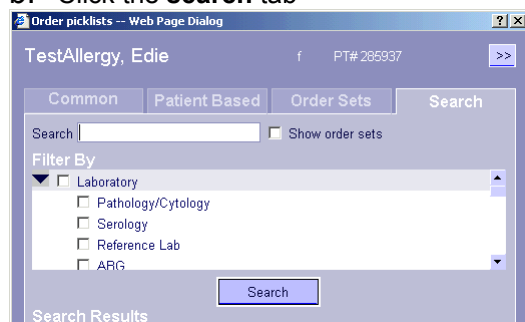 b. Click the Search tab
Order picklists -- Web Page Dialog
TestAllergy, Edie f PT# 285937 >>
Common Patient Based Order Sets Search
Search Show order sets
Filter By
Laboratory
Pathology/Cytology
Serology
Reference Lab
ABG
Search
Search Results